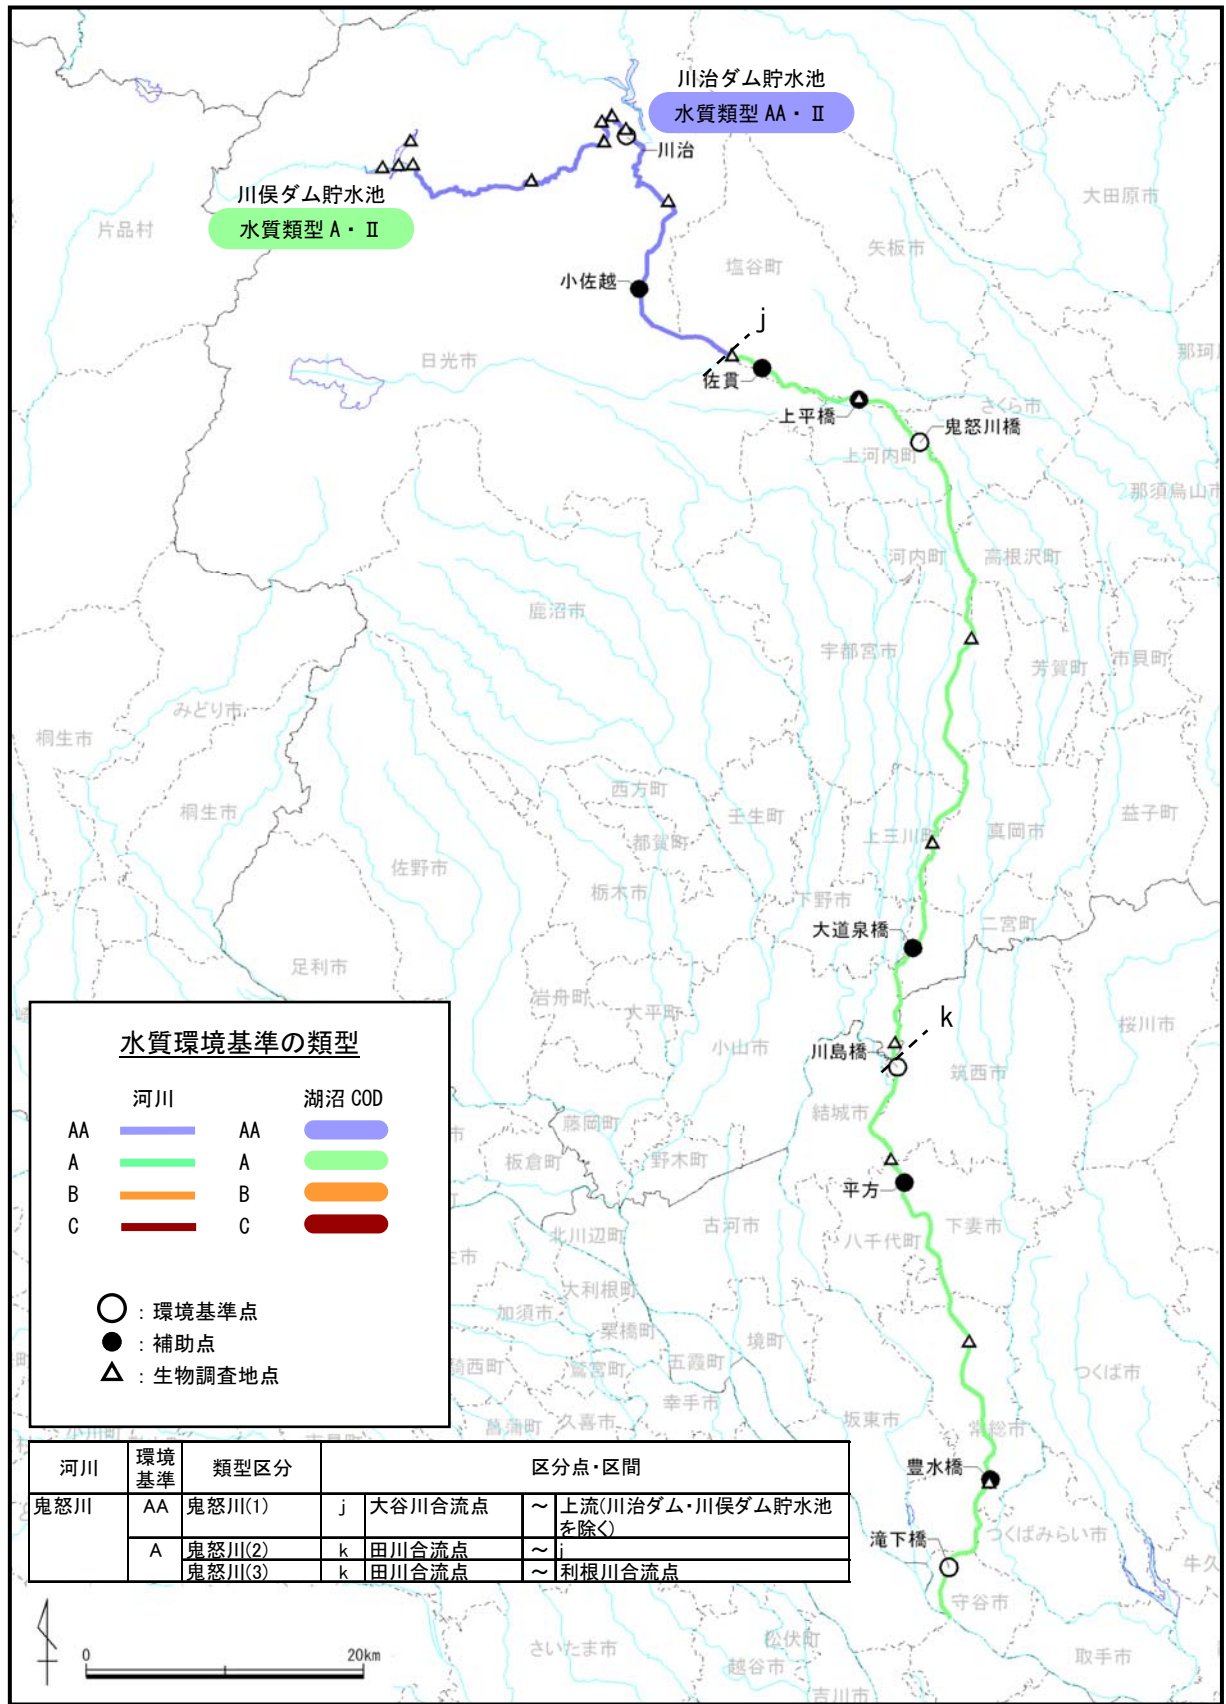 川治ダム貯水池
水質類型 AA・Ⅱ
川治
川俣ダム貯水池
水質類型 A・Ⅱ
片品村
大田原市
矢板市
塩谷町
小佐越
j
日光市
佐貫
上平橋
さくら市
鬼怒川橋
上河内町
那須烏山市
河内町
高根沢町
鹿沼市
宇都宮市
芳賀町
市貝町
みどり市
桐生市
桐生市
西方町
壬生町
都賀町
上三川町
真岡市
益子町
佐野市
栃木市
下野市
二宮町
大道泉橋
足利市
岩舟町
大平町
k
桜川市
小山市
川島橋
筑西市
結城市
藤岡町
板倉町
野木町
平方
古河市
八千代町
下妻市
北川辺町
大利根町
加須市
栗橋町
境町
騎西町
鷲宮町
五霞町
つくば市
幸手市
菖蒲町
久喜市
坂東市
常総市
豊水橋
つくばみらい市
滝下橋
牛久
守谷市
さいたま市
松伏町
越谷市
吉川市
取手市
水質環境基準の類型
河川 湖沼 COD
AA AA
A A
B B
C C
：環境基準点
：補助点
：生物調査地点
河川 環境基準 類型区分 区分点・区間
鬼怒川 AA 鬼怒川(1) j 大谷川合流点 ～ 上流(川治ダム・川俣ダム貯水池を除く)
A 鬼怒川(2) k 田川合流点 ～ j
鬼怒川(3) k 田川合流点 ～ 利根川合流点
0 20km